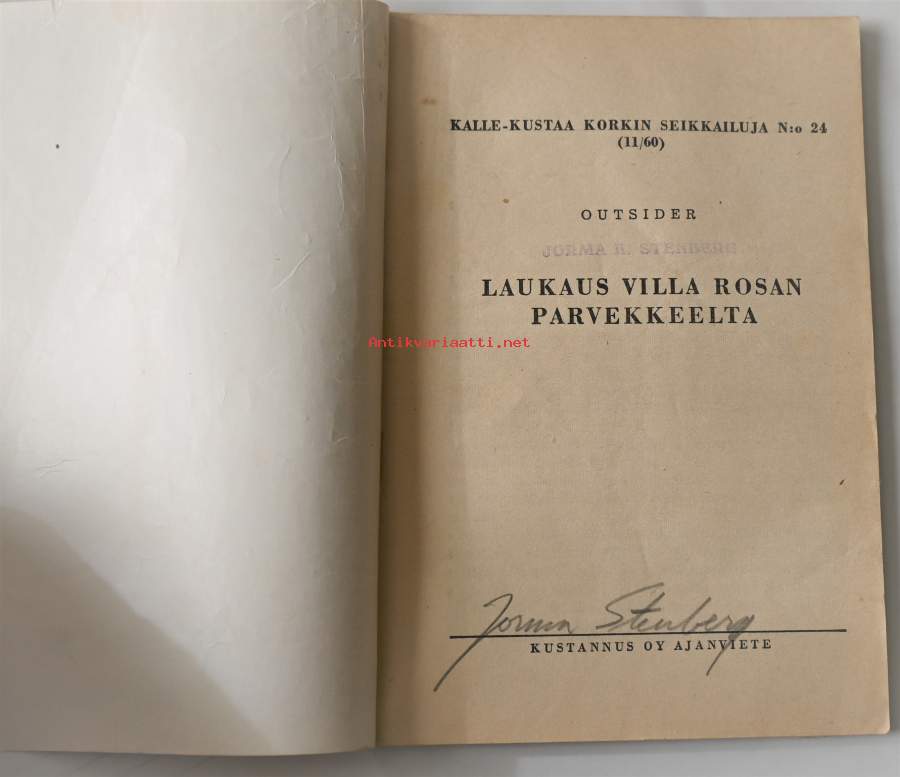 KALLE-KUSTAA KORKIN SEIKKAILUJA N:o 24
(11/60)
OUTSIDER
JORMA R. STENBERG
LAUKAUS VILLA ROSAN
PARVEKKEELTA
Antikvariaatti.net
Jorma Stenberg
KUSTANNUS OY AJANVIETE